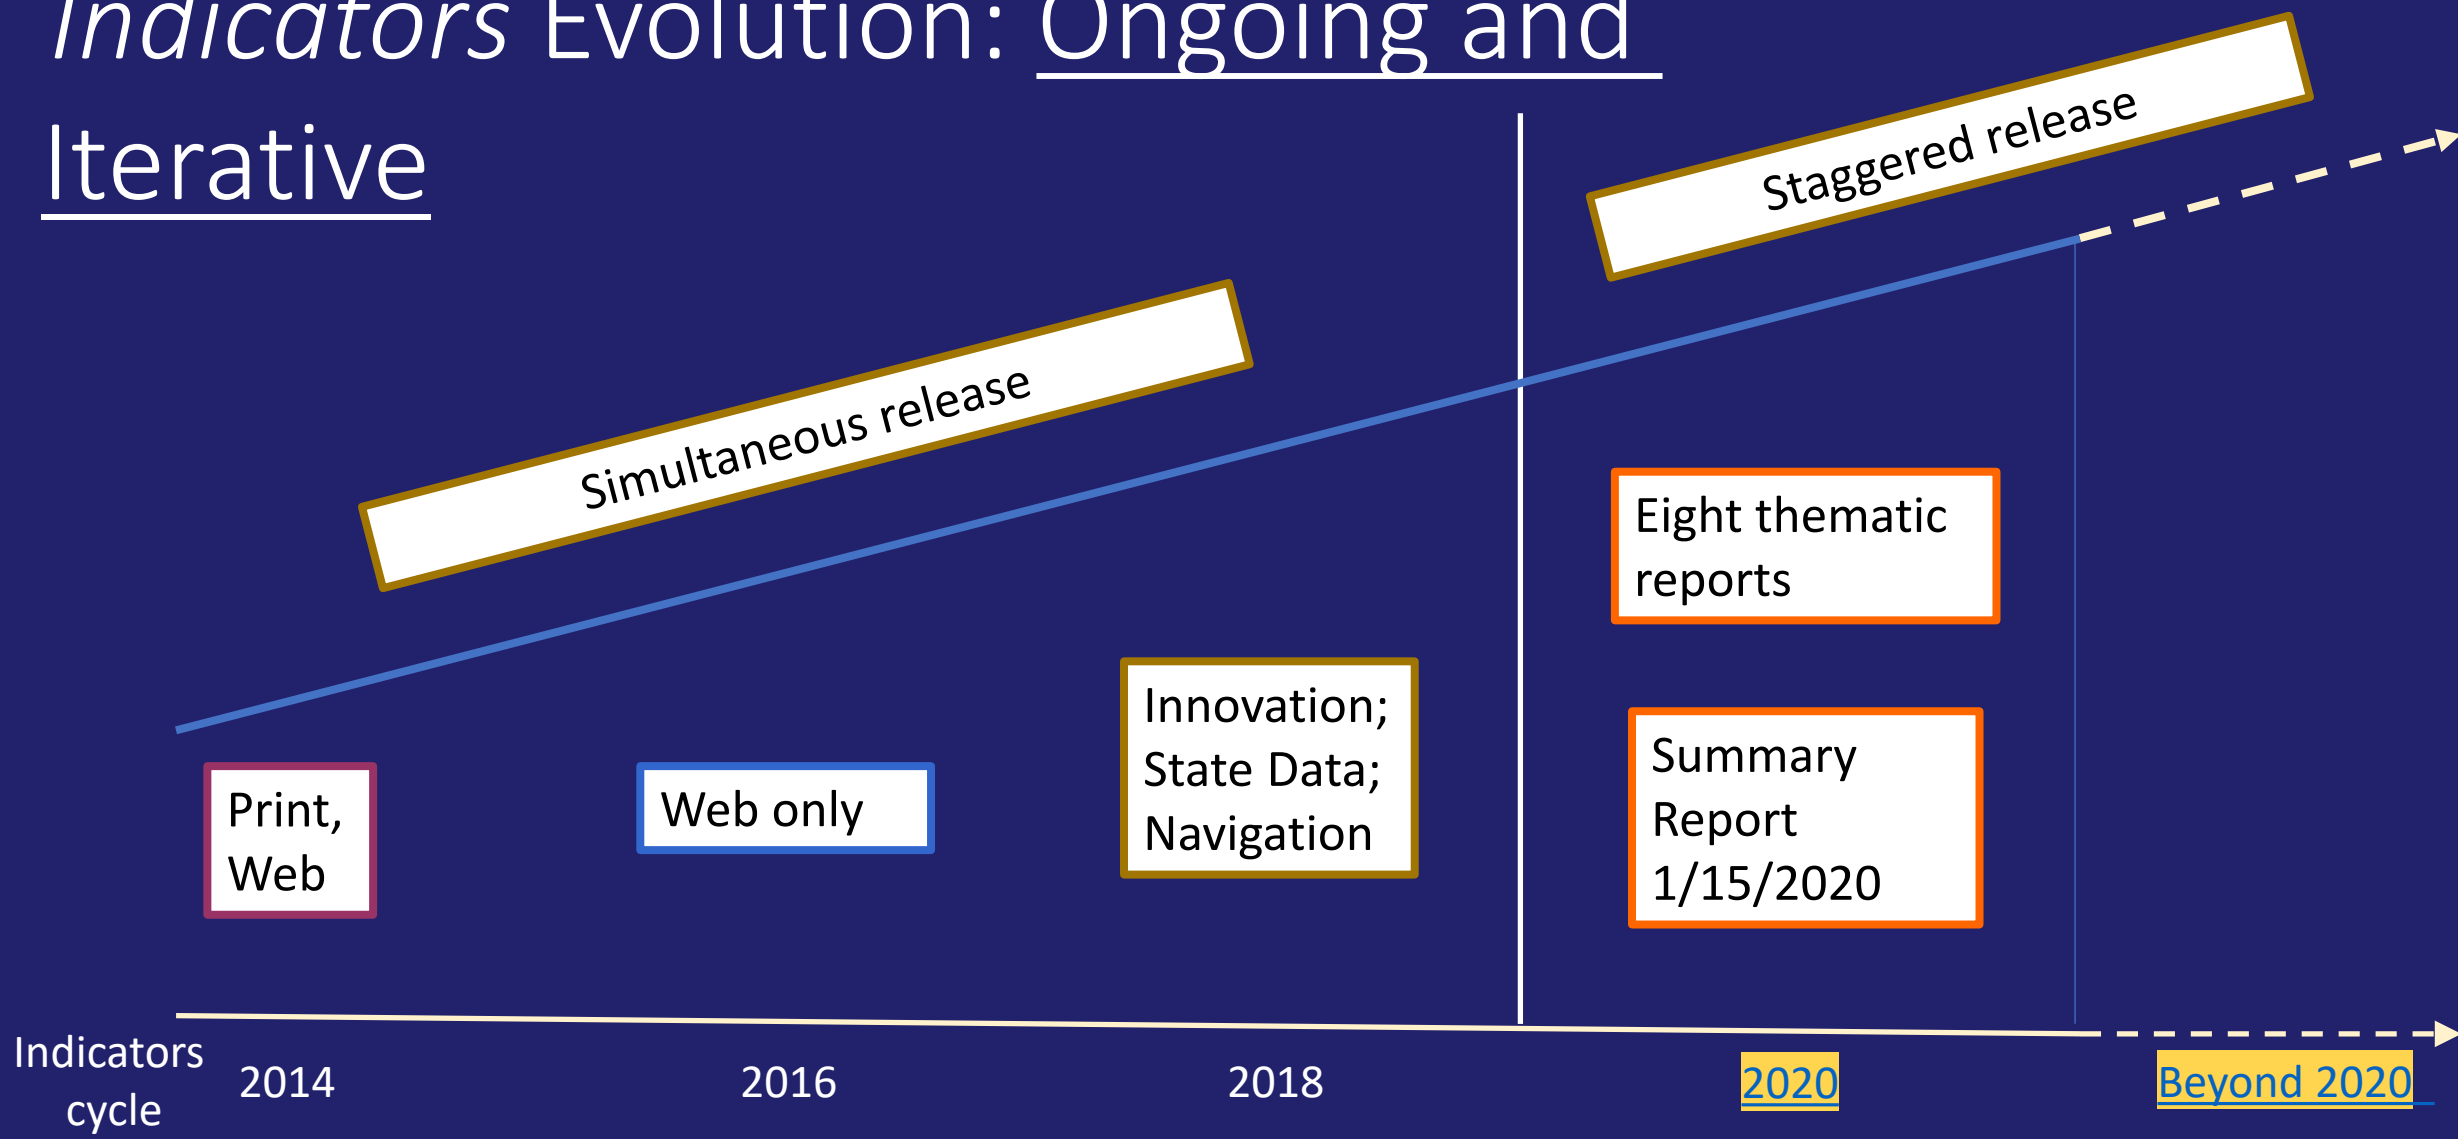 Indicators Evolution: Ongoing and
Iterative
Staggered release
Simultaneous release
Eight thematic
reports
Innovation;
State Data;
Navigation
Summary
Report
1/15/2020
Print,
Web
Web only
Indicators
cycle
2014
2016
2018
2020
Beyond 2020